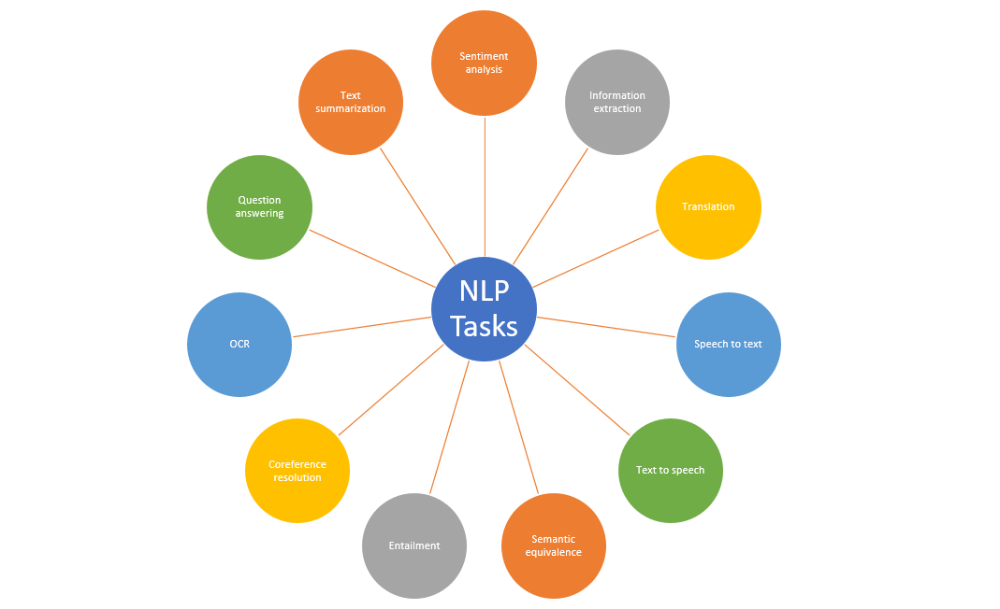 Sentiment
analysis
Information
extraction
Translation
Speech to text
Text to speech
Semantic
equivalence
Entailment
Coreference
resolution
OCR
Question
answering
Text
summarization
NLP
Tasks